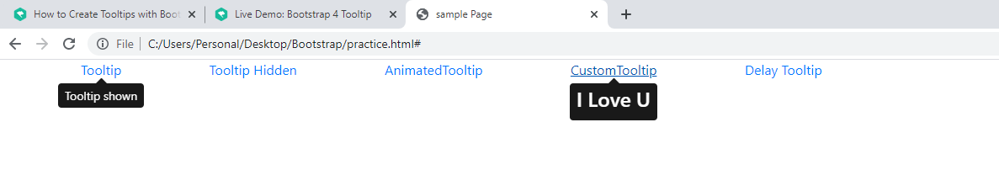 How to Create Tooltips with Boot
Live Demo: Bootstrap 4 Tooltip
sample Page
File
C:/Users/Personal/Desktop/Bootstrap/practice.html#
Tooltip
Tooltip Hidden
AnimatedTooltip
CustomTooltip
Delay Tooltip
Tooltip shown
I Love U